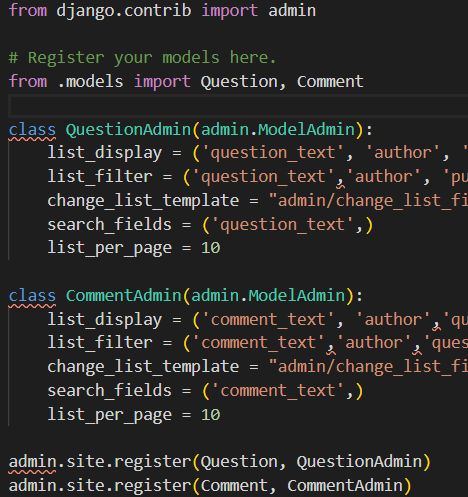 from django.contrib import admin
# Register your models here.
from .models import Question, Comment
class QuestionAdmin(admin.ModelAdmin):
list_display = ('question_text', 'author', '
list_filter = ('question_text','author', 'pu
change_list_template = "admin/change_list_fi
search_fields = ('question_text',)
list_per_page = 10
class CommentAdmin(admin.ModelAdmin):
list_display = ('comment_text', 'author','qu
list_filter = ('comment_text','author','ques
change_list_template = "admin/change_list_fi
search_fields = ('comment_text',)
list_per_page = 10
admin.site.register(Question, QuestionAdmin)
admin.site.register(Comment, CommentAdmin)